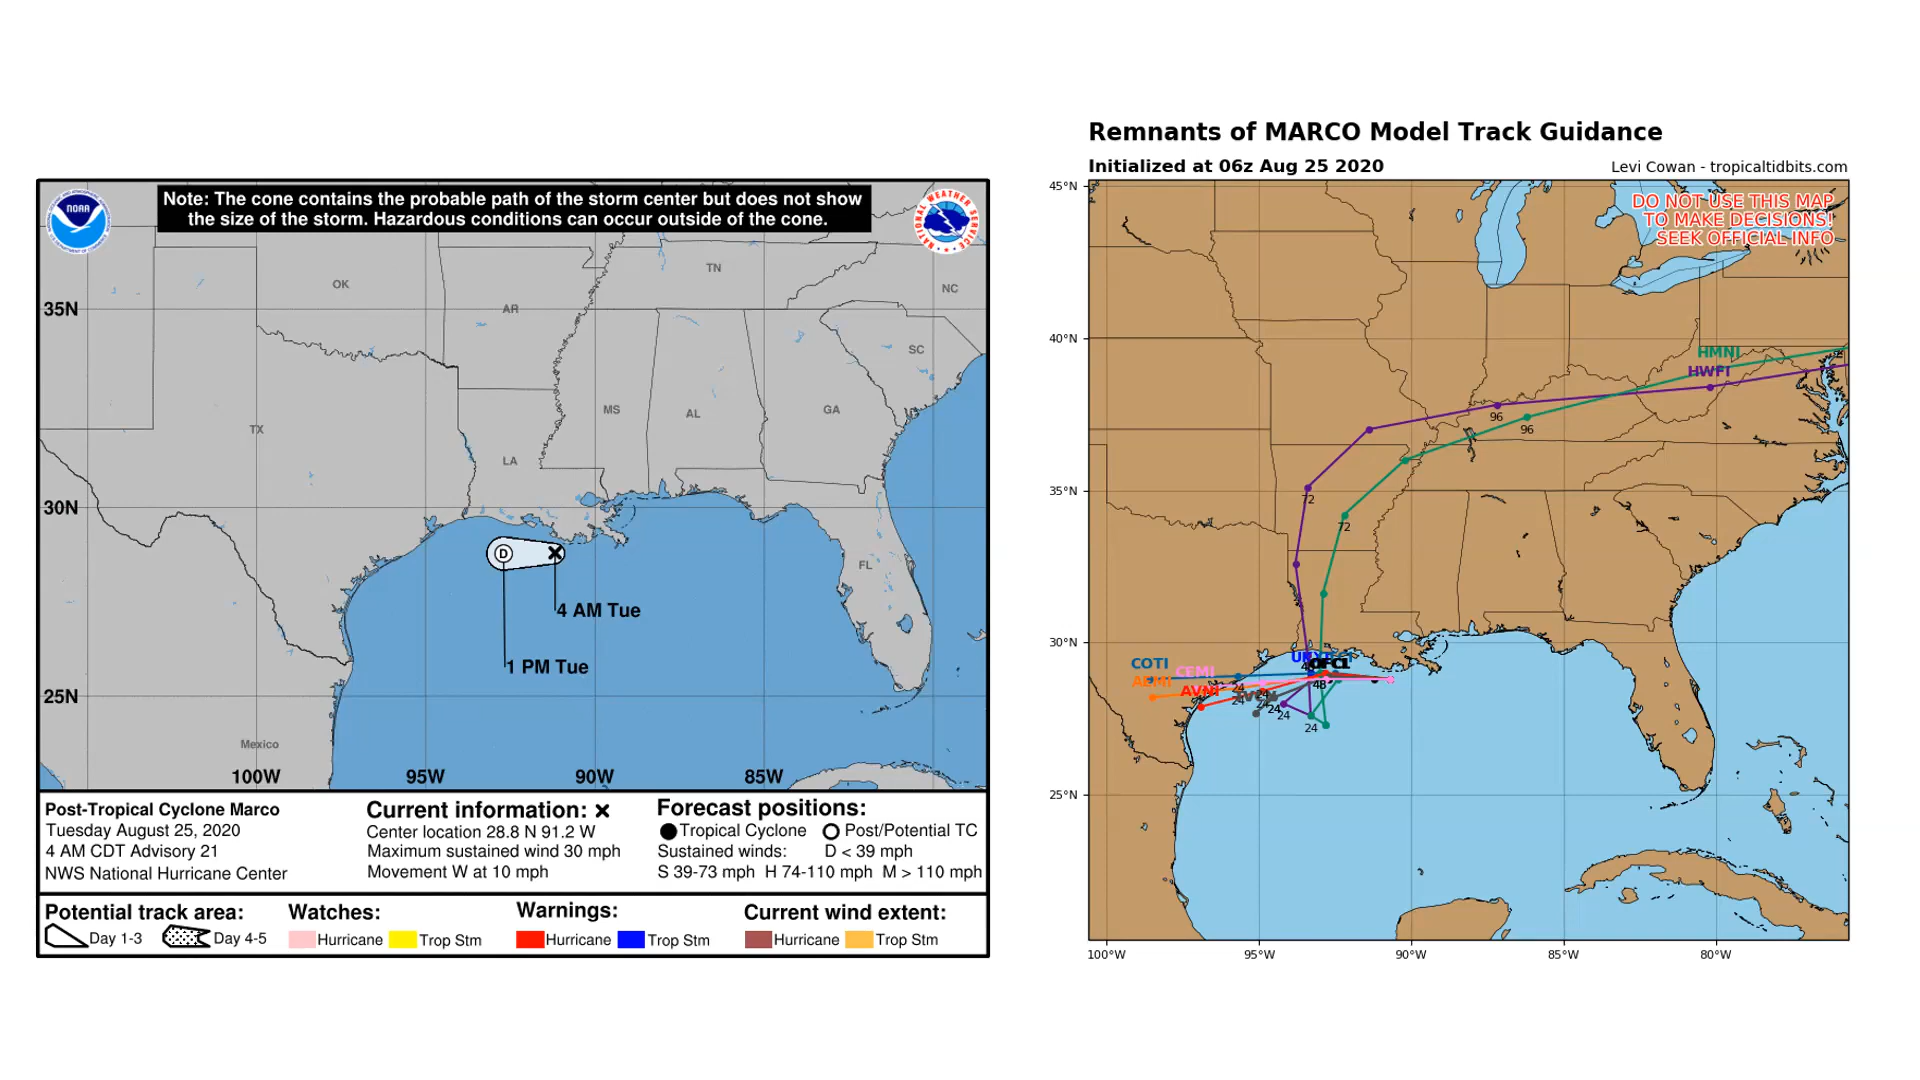 Note: The cone contains the probable path of the storm center but does not show
the size of the storm. Hazardous conditions can occur outside of the cone.
NOAA
NATIONAL WEATHER SERVICE
TN
OK
NC
AR
35N
SC
MS
AL
GA
TX
LA
30N
D
FL
4 AM Tue
1 PM Tue
25N
Mexico
100W
95W
90W
85W
Post-Tropical Cyclone Marco
Tuesday August 25, 2020
4 AM CDT Advisory 21
NWS National Hurricane Center
Current information: x
Center location 28.8 N 91.2 W
Maximum sustained wind 30 mph
Movement W at 10 mph
Forecast positions:
Tropical Cyclone Post/Potential TC
Sustained winds: D < 39 mph
S 39-73 mph H 74-110 mph M > 110 mph
Potential track area:
Day 1-3 Day 4-5
Watches:
Hurricane Trop Stm
Warnings:
Hurricane Trop Stm
Current wind extent:
Hurricane Trop Stm
Remnants of MARCO Model Track Guidance
Initialized at 06z Aug 25 2020
Levi Cowan - tropicaltidbits.com
45°N
DO NOT USE THIS MAP
TO MAKE DECISIONS!
SEEK OFFICIAL INFO
40°N
HMNI
HWFI
96
96
35°N
72
72
30°N
COTI
CEMI
AEMI
AVNI
OFCI
48
24
24
24
24
24
24
25°N
100°W
95°W
90°W
85°W
80°W